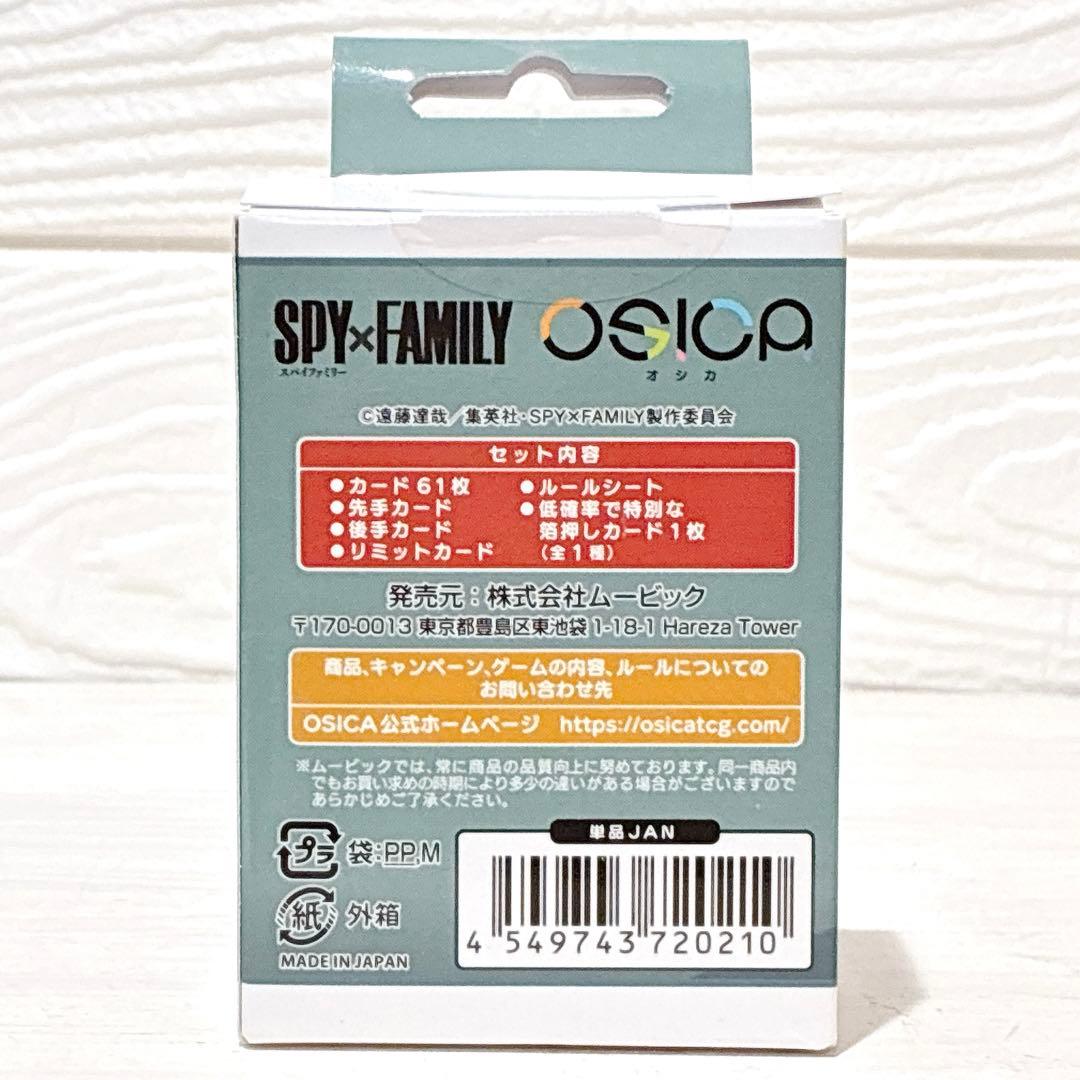 SPY×FAMILY
スパイファミリー
OSICA
オシカ
©遠藤達哉／集英社・SPY×FAMILY製作委員会
セット内容
●カード61枚
●先手カード
●後手カード
●リミットカード
●ルールシート
●低確率で特別な
箔押しカード1枚
（全1種）
発売元：株式会社ムービック
〒170-0013 東京都豊島区東池袋1-18-1 Hareza Tower
商品、キャンペーン、ゲームの内容、ルールについての
お問い合わせ先
OSICA公式ホームページ https://osicatcg.com/
※ムービックでは、常に商品の品質向上に努めております。同一商品内
でもお買い求めの時期により多少の違いがある場合がございますので
あらかじめご了承ください。
プラ 袋:PP,M
紙 外箱
MADE IN JAPAN
単品JAN
4 549743 720210